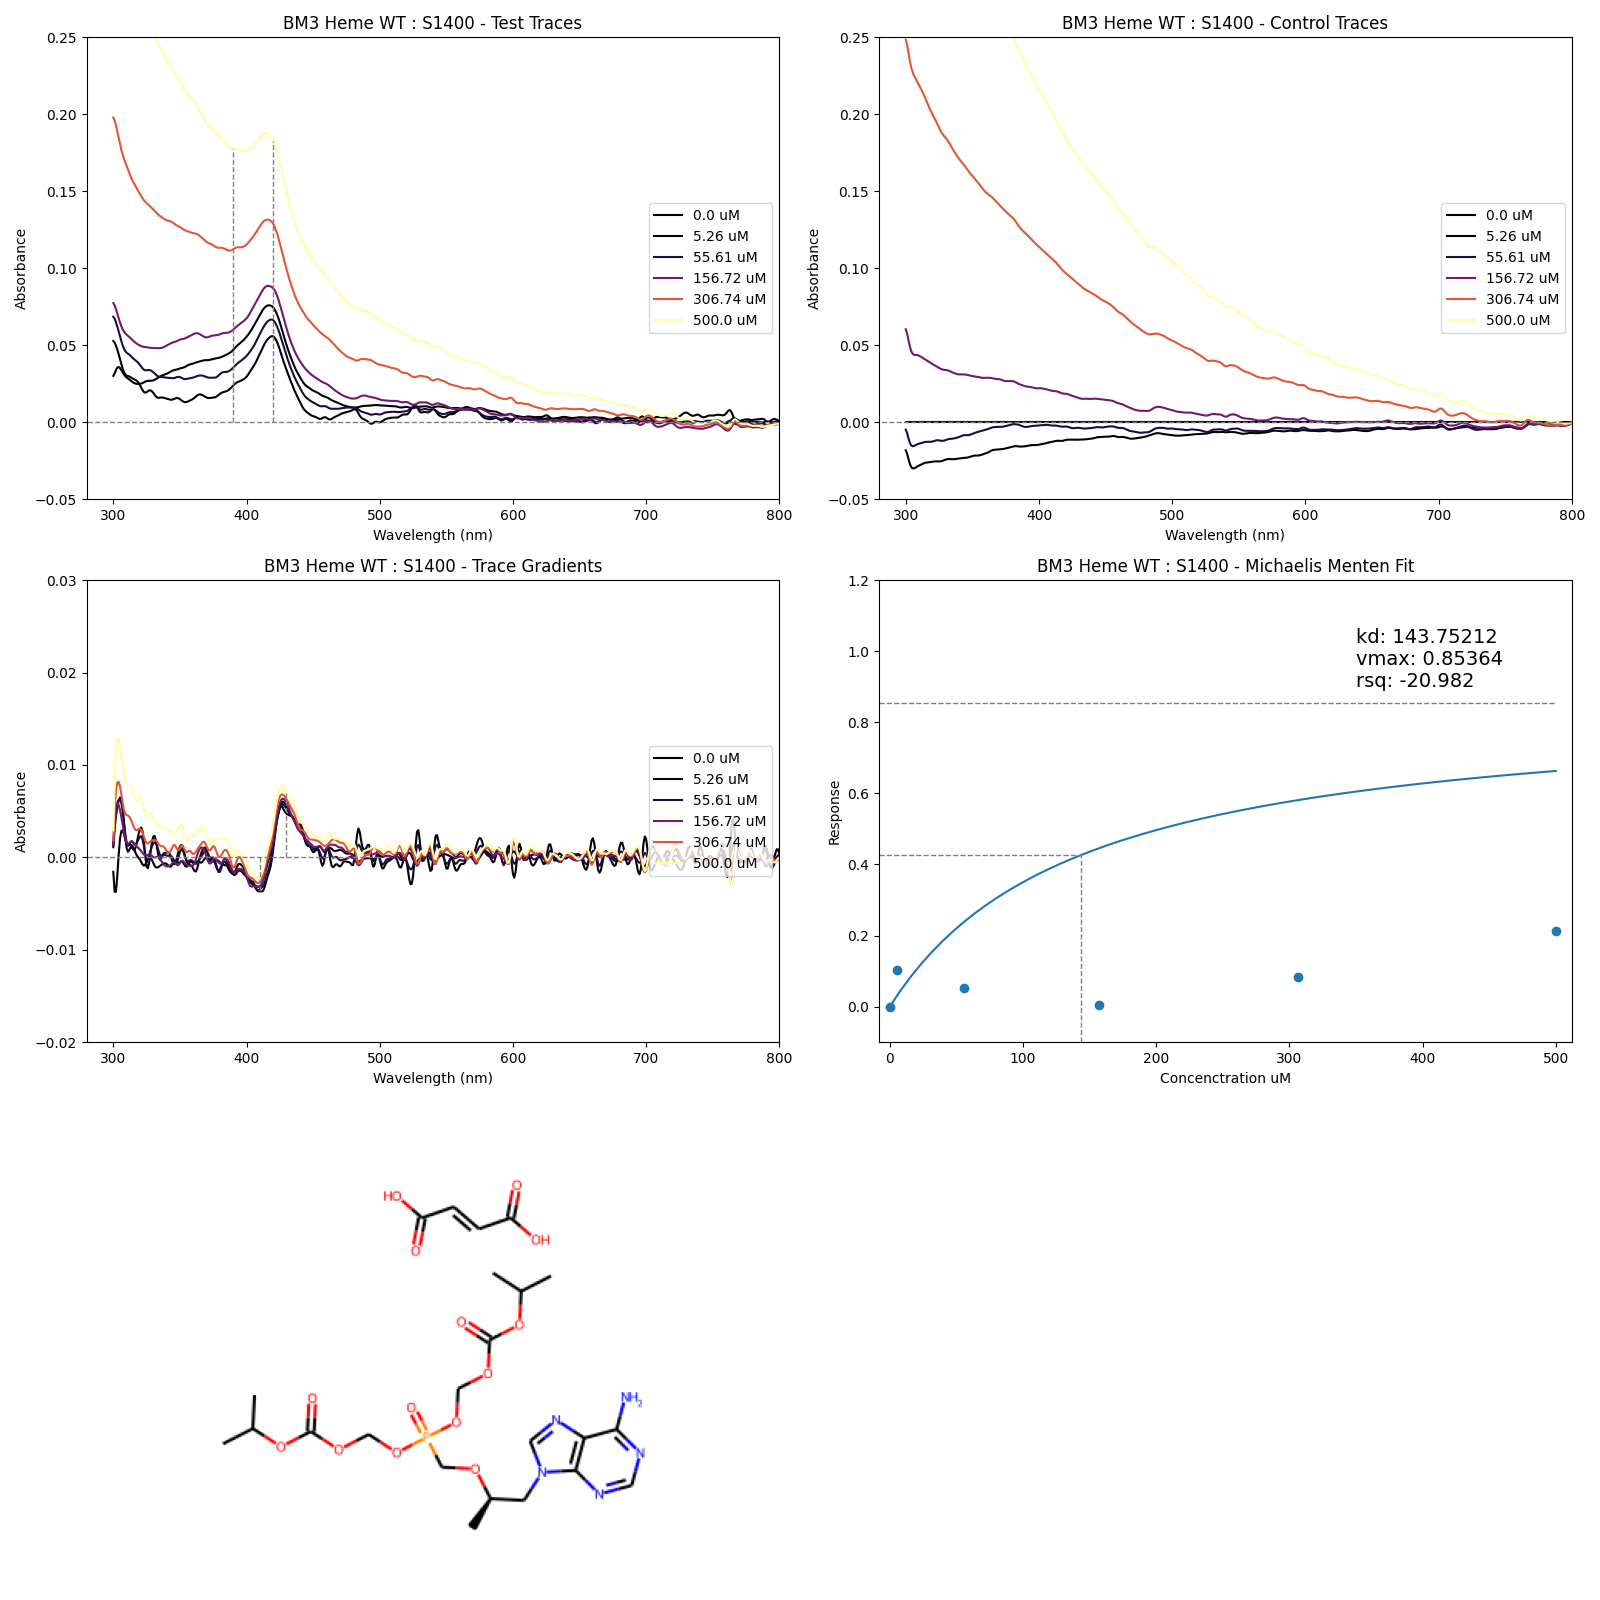 BM3 Heme WT : S1400 - Test Traces
0.25
0.20
0.15
0.10
0.05
0.00
−0.05
Absorbance
300 400 500 600 700 800
Wavelength (nm)
0.0 uM
5.26 uM
55.61 uM
156.72 uM
306.74 uM
500.0 uM
BM3 Heme WT : S1400 - Control Traces
0.25
0.20
0.15
0.10
0.05
0.00
−0.05
Absorbance
300 400 500 600 700 800
Wavelength (nm)
0.0 uM
5.26 uM
55.61 uM
156.72 uM
306.74 uM
500.0 uM
BM3 Heme WT : S1400 - Trace Gradients
0.03
0.02
0.01
0.00
−0.01
−0.02
Absorbance
300 400 500 600 700 800
Wavelength (nm)
0.0 uM
5.26 uM
55.61 uM
156.72 uM
306.74 uM
500.0 uM
BM3 Heme WT : S1400 - Michaelis Menten Fit
1.2
1.0
0.8
0.6
0.4
0.2
0.0
Response
0 100 200 300 400 500
Concenctration uM
kd: 143.75212
vmax: 0.85364
rsq: -20.982
HO
O
O
OH
O
O
O
O
O
O
O
O
O
P
O
N
N
N
N
NH2